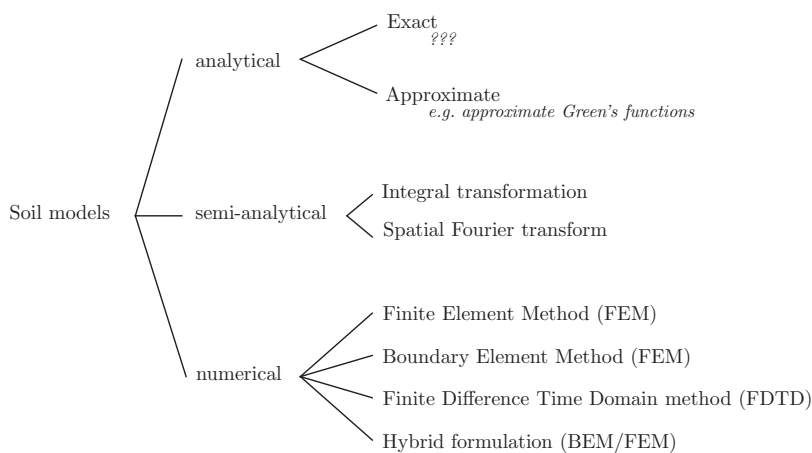 Exact
???
analytical
Approximate
e.g. approximate Green's functions
Soil models
semi-analytical
Integral transformation
Spatial Fourier transform
numerical
Finite Element Method (FEM)
Boundary Element Method (FEM)
Finite Difference Time Domain method (FDTD)
Hybrid formulation (BEM/FEM)